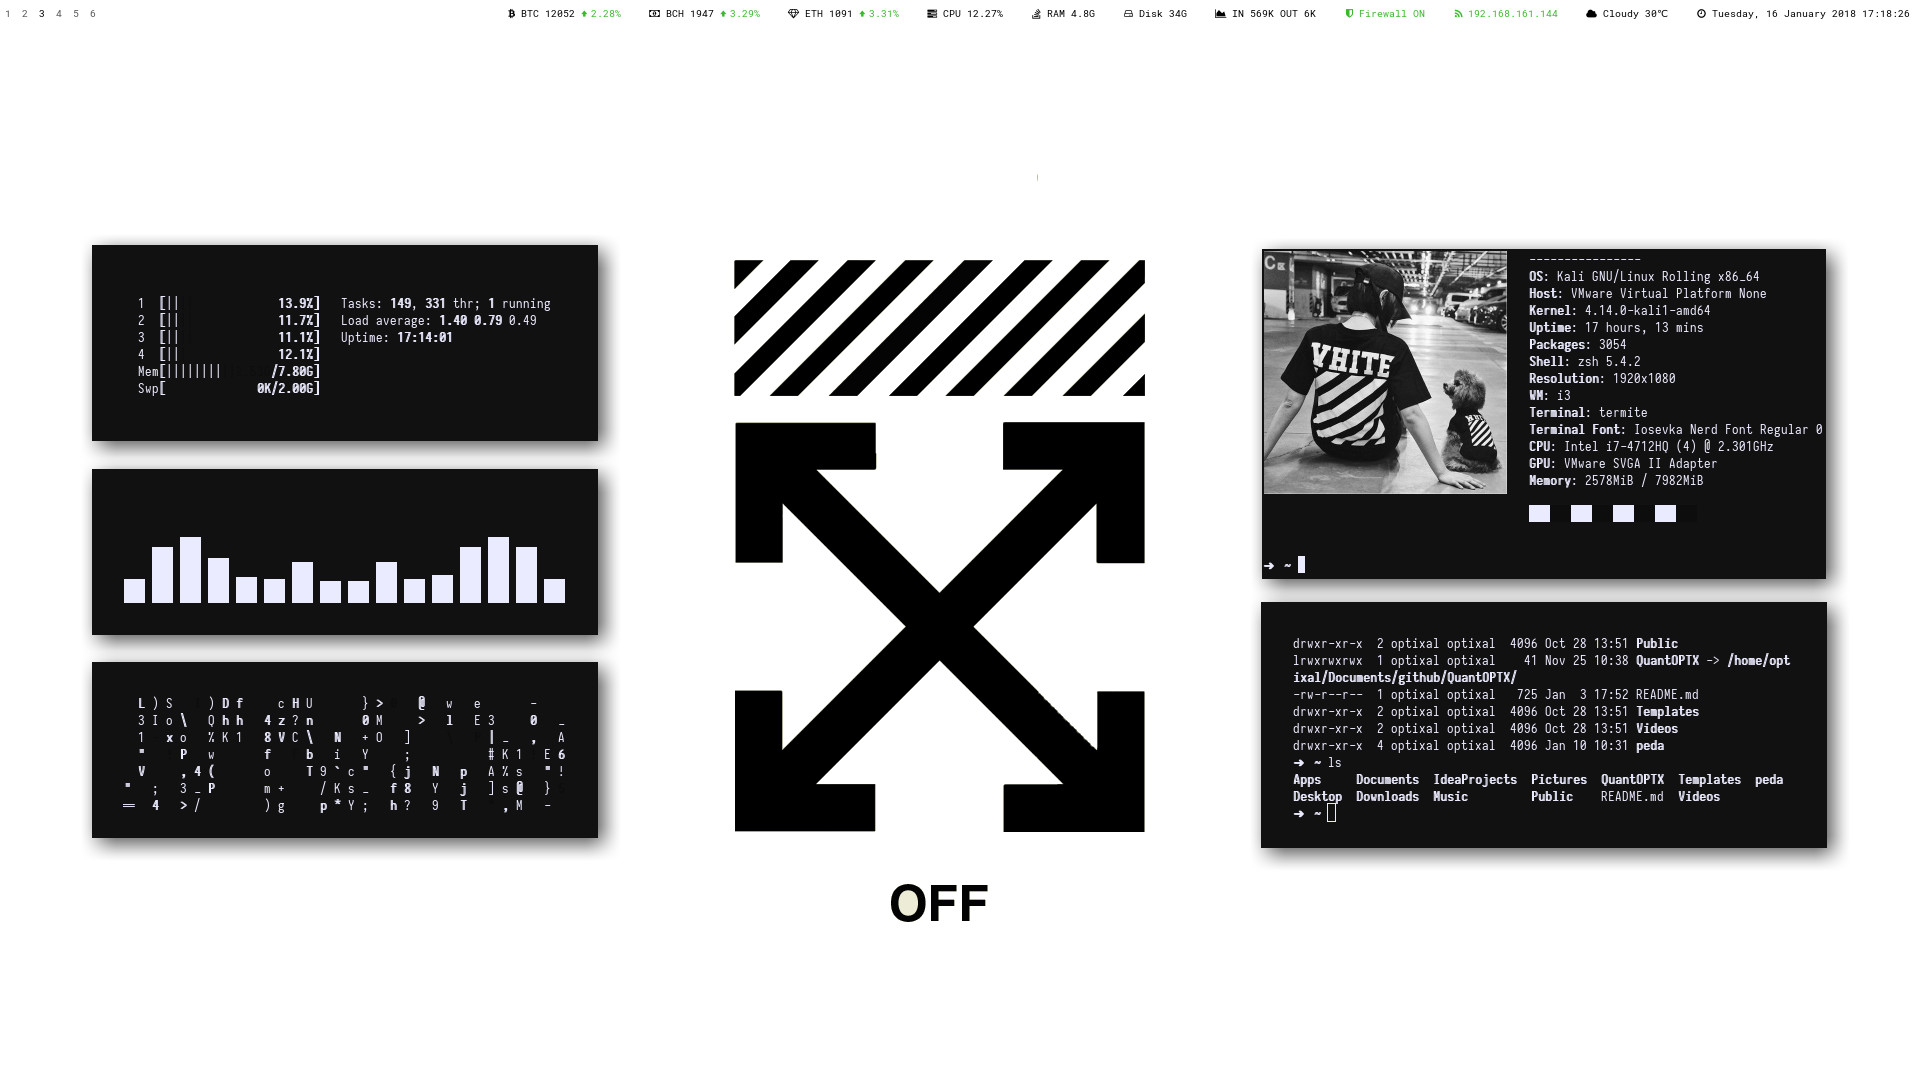 1 2 3 4 5 6
BTC 12052 2.28% BCH 1947 3.29% ETH 1091 3.31% CPU 12.27% RAM 4.8G Disk 34G IN 569K OUT 6K Firewall ON 192.168.161.144 Cloudy 30℃ Tuesday, 16 January 2018 17:18:26
1 [|| 13.9%]
2 [|| 11.7%]
3 [|| 11.1%]
4 [|| 12.1%]
Mem[|||||||| /7.80G]
Swp[ 0K/2.00G]
Tasks: 149, 331 thr; 1 running
Load average: 1.40 0.79 0.49
Uptime: 17:14:01
L ) S ) D f c H U } > @ w e -
3 I o \ Q h h 4 z ? n 0 M > l E 3 0 _
1 x o % K 1 8 V C \ N + O ] | _ , A
" P w f b i Y ; # K 1 E 6
V , 4 ( o T 9 ` c " { j N p A % s " !
" ; 3 _ P m + / K s _ f 8 Y j ] s @ }
= 4 > / ) g p * Y ; h ? 9 T , M -
OFF
WHITE
----------------
OS: Kali GNU/Linux Rolling x86_64
Host: VMware Virtual Platform None
Kernel: 4.14.0-kali1-amd64
Uptime: 17 hours, 13 mins
Packages: 3054
Shell: zsh 5.4.2
Resolution: 1920x1080
WM: i3
Terminal: termite
Terminal Font: Iosevka Nerd Font Regular 0
CPU: Intel i7-4712HQ (4) @ 2.301GHz
GPU: VMware SVGA II Adapter
Memory: 2578MiB / 7982MiB
➜ ~
drwxr-xr-x 2 optixal optixal 4096 Oct 28 13:51 Public
lrwxrwxrwx 1 optixal optixal 41 Nov 25 10:38 QuantOPTX -> /home/opt
ixal/Documents/github/QuantOPTX/
-rw-r--r-- 1 optixal optixal 725 Jan 3 17:52 README.md
drwxr-xr-x 2 optixal optixal 4096 Oct 28 13:51 Templates
drwxr-xr-x 2 optixal optixal 4096 Oct 28 13:51 Videos
drwxr-xr-x 4 optixal optixal 4096 Jan 10 10:31 peda
➜ ~ ls
Apps Documents IdeaProjects Pictures QuantOPTX Templates peda
Desktop Downloads Music Public README.md Videos
➜ ~